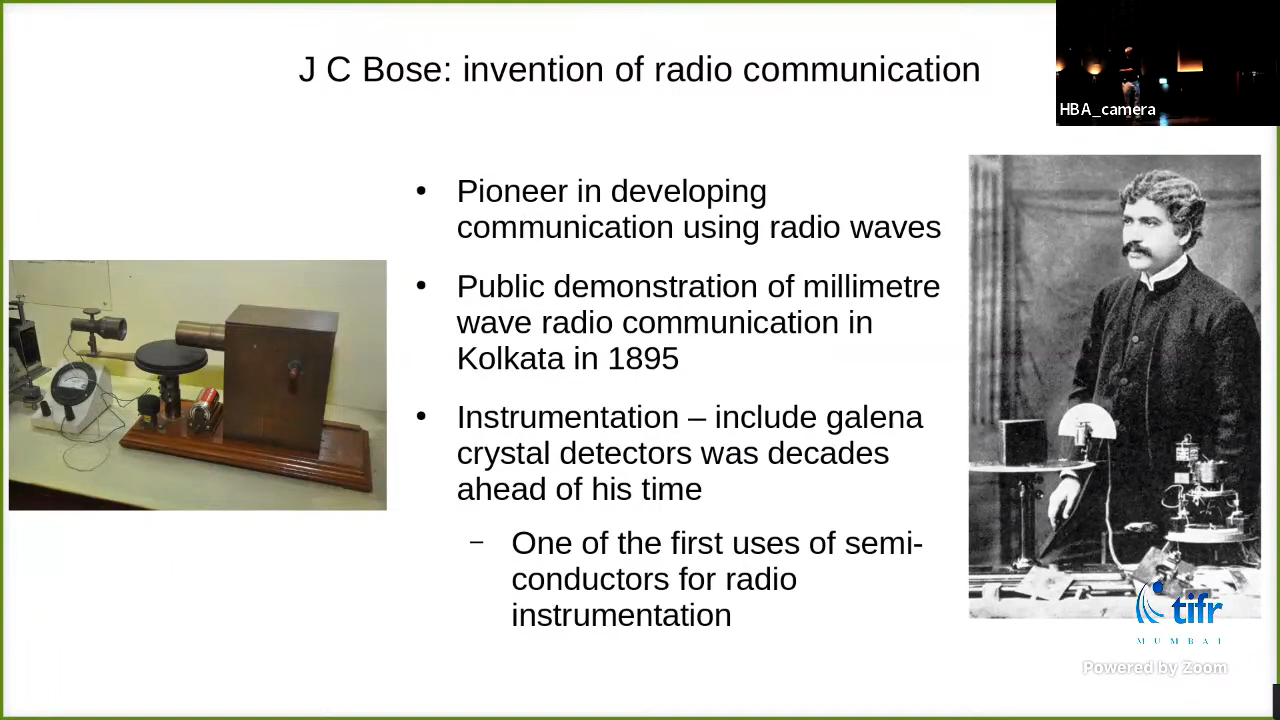 J C Bose: invention of radio communication
HBA_camera
• Pioneer in developing
communication using radio waves
• Public demonstration of millimetre
wave radio communication in
Kolkata in 1895
• Instrumentation – include galena
crystal detectors was decades
ahead of his time
– One of the first uses of semi-
conductors for radio
instrumentation
tifr
MUMBAI
Powered by Zoom